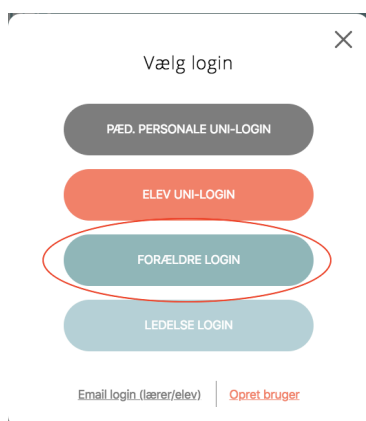 Vælg login
PÆD. PERSONALE UNI-LOGIN
ELEV UNI-LOGIN
FORÆLDRE LOGIN
LEDELSE LOGIN
Email login (lærer/elev) Opret bruger